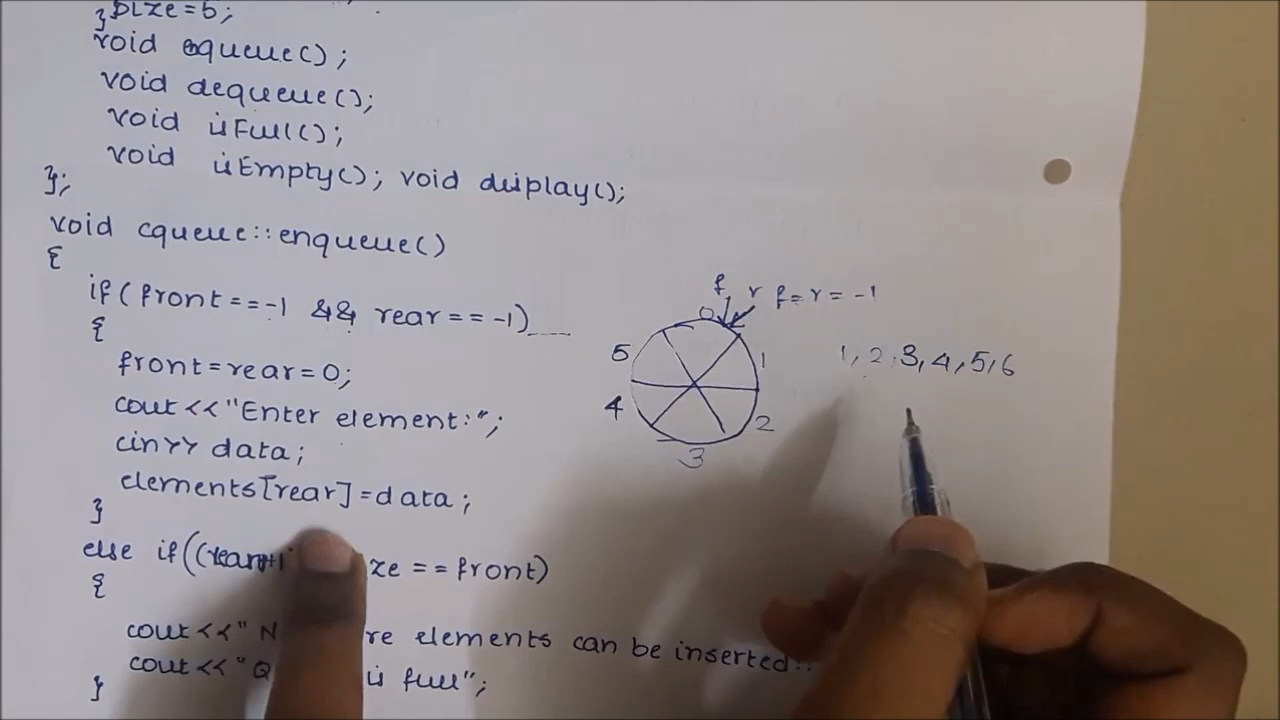 }size=6;
void enqueue();
void dequeue();
void isFull();
void isEmpty(); void display();
};
void cqueue::enqueue()
{
if(front==-1 && rear==-1)
{
front=rear=0;
cout<<"Enter element:";
cin>> data;
elements[rear]=data;
}
else if((rear+1 ze==front)
{
cout<<" re elements can be inserted!!
cout<<" is full";
}
f r f=r=-1
0
5 1
4 2
3
1, 2, 3, 4, 5, 6